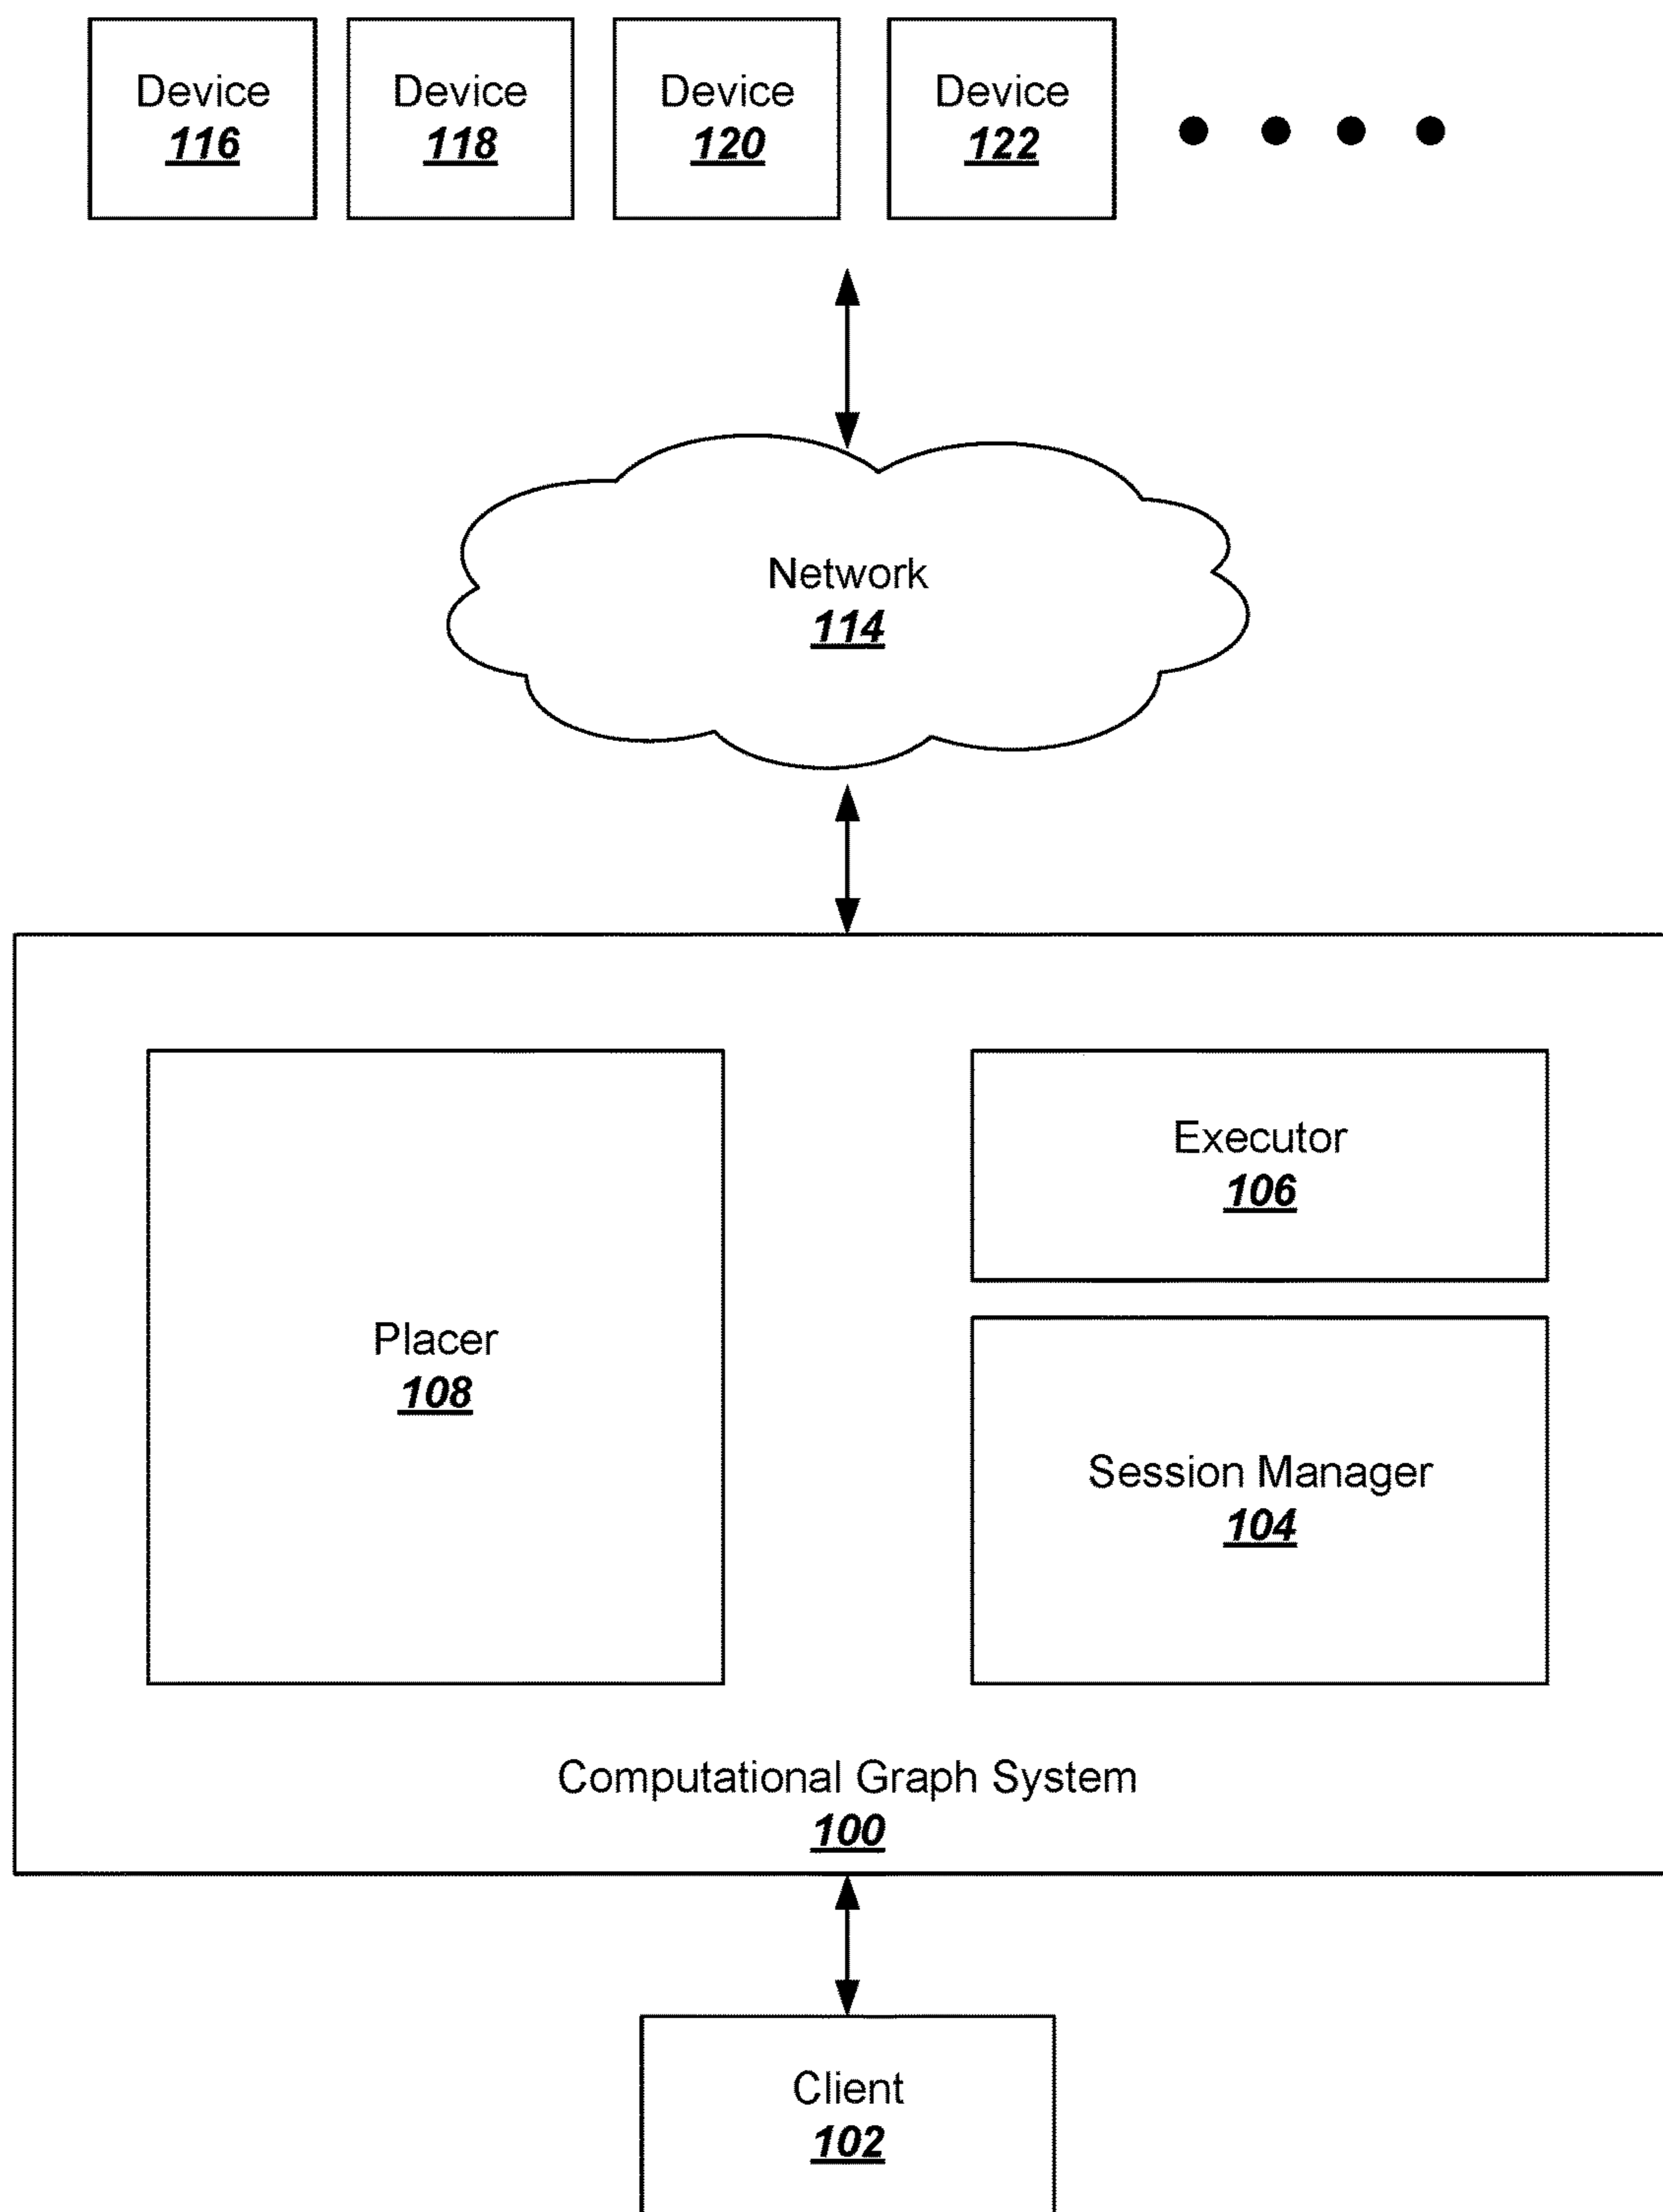 Device
116
Device
118
Device
120
Device
122
Network
114
Placer
108
Executor
106
Session Manager
104
Computational Graph System
100
Client
102